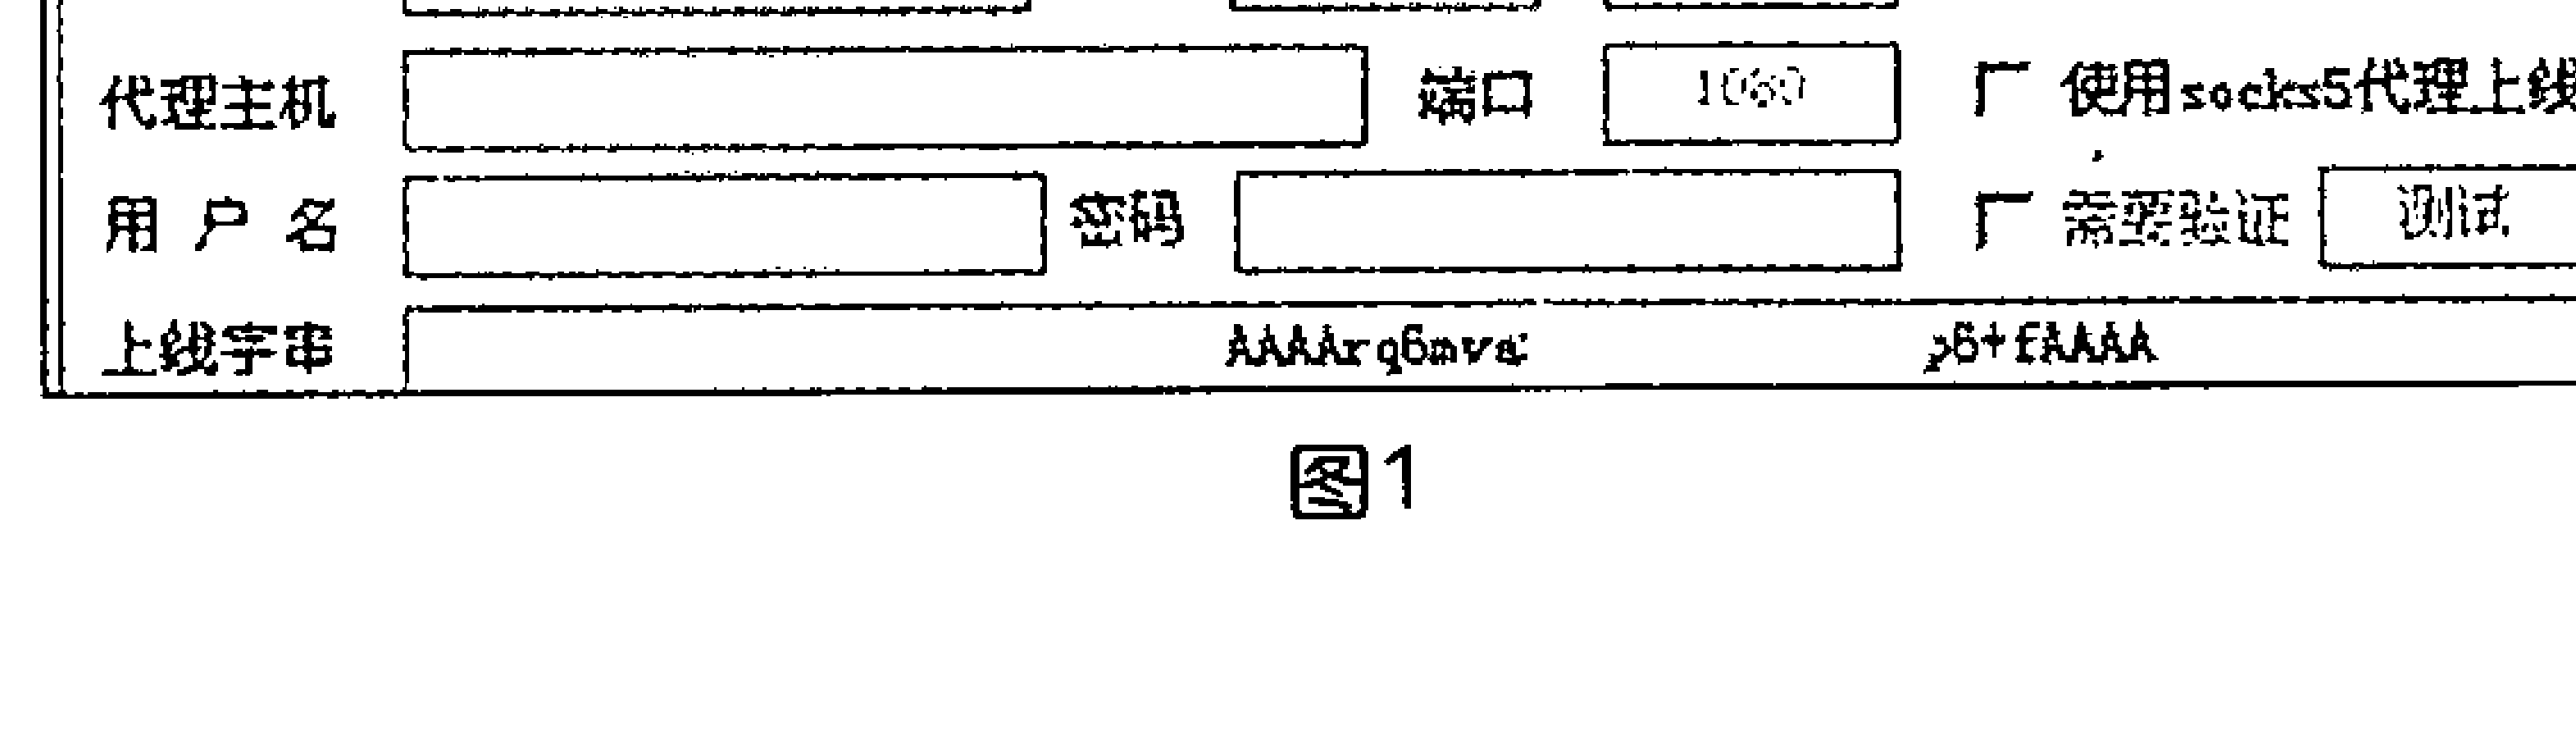 代理主机 端口 1080 使用socks5代理上线
用 户 名 密码 需要验证 测试
上线字串 AAAArq6mva p6+fAAAA
图1